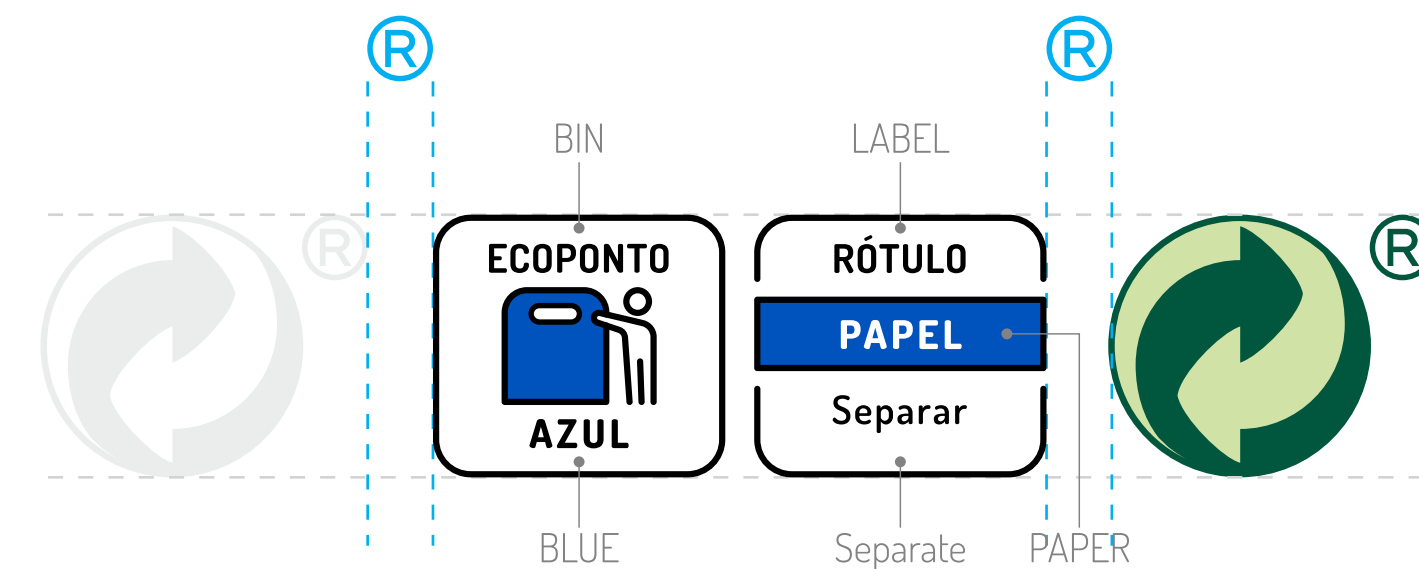 ® ®
BIN LABEL
® ®
ECOPONTO
AZUL
RÓTULO
PAPEL
Separar
BLUE Separate PAPER